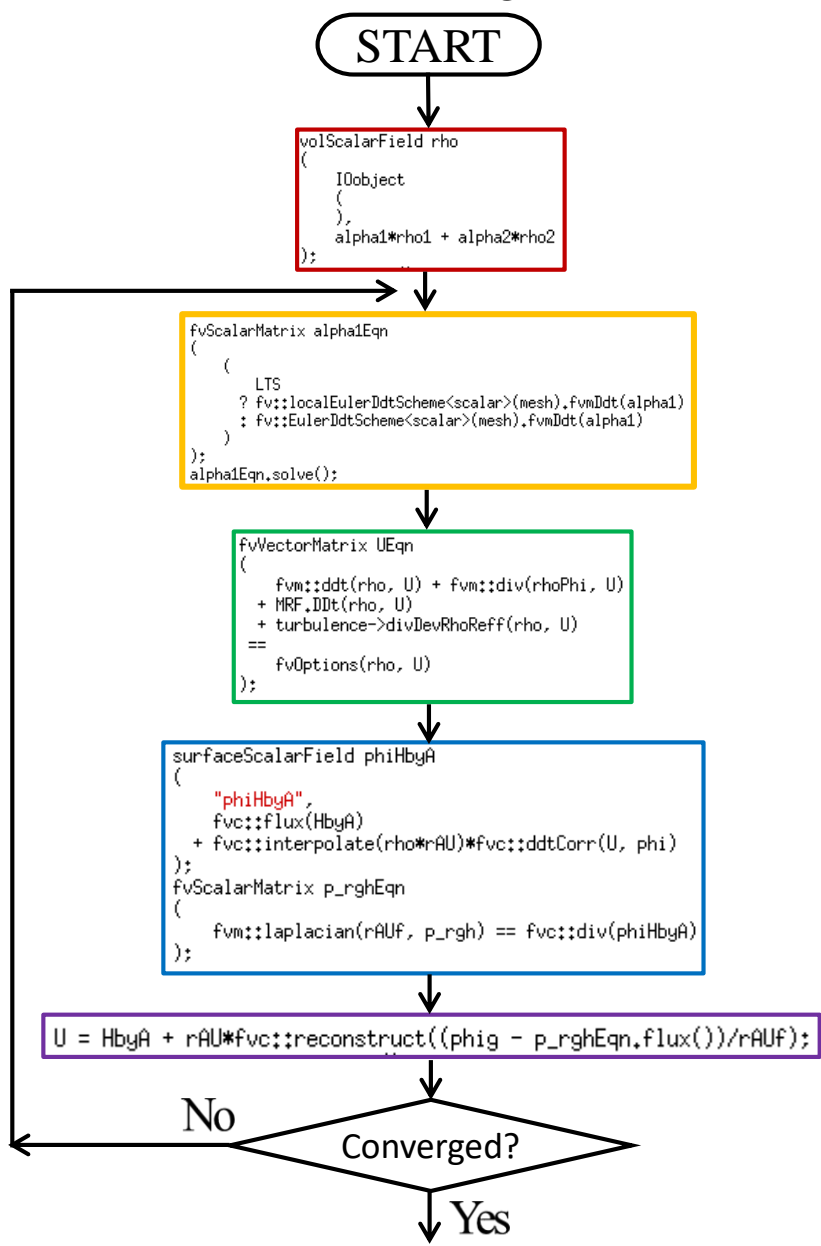 START
volScalarField rho
(
IOobject
(
),
alpha1*rho1 + alpha2*rho2
);
fvScalarMatrix alpha1Eqn
(
(
LTS
? fv::localEulerDdtScheme<scalar>(mesh).fvmDdt(alpha1)
: fv::EulerDdtScheme<scalar>(mesh).fvmDdt(alpha1)
)
);
alpha1Eqn.solve();
fvVectorMatrix UEqn
(
fvm::ddt(rho, U) + fvm::div(rhoPhi, U)
+ MRF.DDt(rho, U)
+ turbulence->divDevRhoReff(rho, U)
==
fvOptions(rho, U)
);
surfaceScalarField phiHbyA
(
"phiHbyA",
fvc::flux(HbyA)
+ fvc::interpolate(rho*rAU)*fvc::ddtCorr(U, phi)
);
fvScalarMatrix p_rghEqn
(
fvm::laplacian(rAUf, p_rgh) == fvc::div(phiHbyA)
);
U = HbyA + rAU*fvc::reconstruct((phig - p_rghEqn.flux())/rAUf);
No
Converged?
Yes